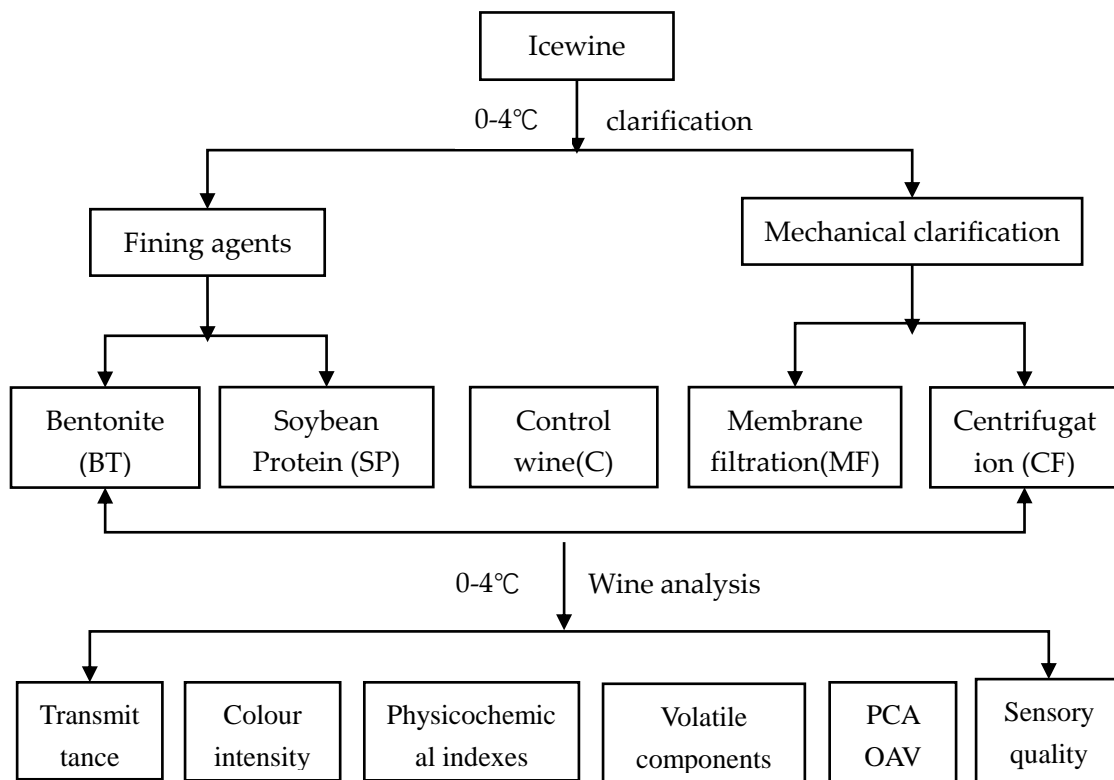 Icewine
0-4℃ clarification
Fining agents
Mechanical clarification
Bentonite
(BT)
Soybean
Protein (SP)
Control
wine(C)
Membrane
filtration(MF)
Centrifugat
ion (CF)
0-4℃ Wine analysis
Transmit
tance
Colour
intensity
Physicochemic
al indexes
Volatile
components
PCA
OAV
Sensory
quality